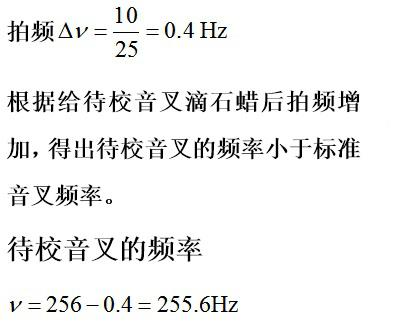 拍频 Δν = 10/25 = 0.4 Hz
根据给待校音叉滴石蜡后拍频增
加,得出待校音叉的频率小于标准
音叉频率。
待校音叉的频率
ν = 256 − 0.4 = 255.6Hz